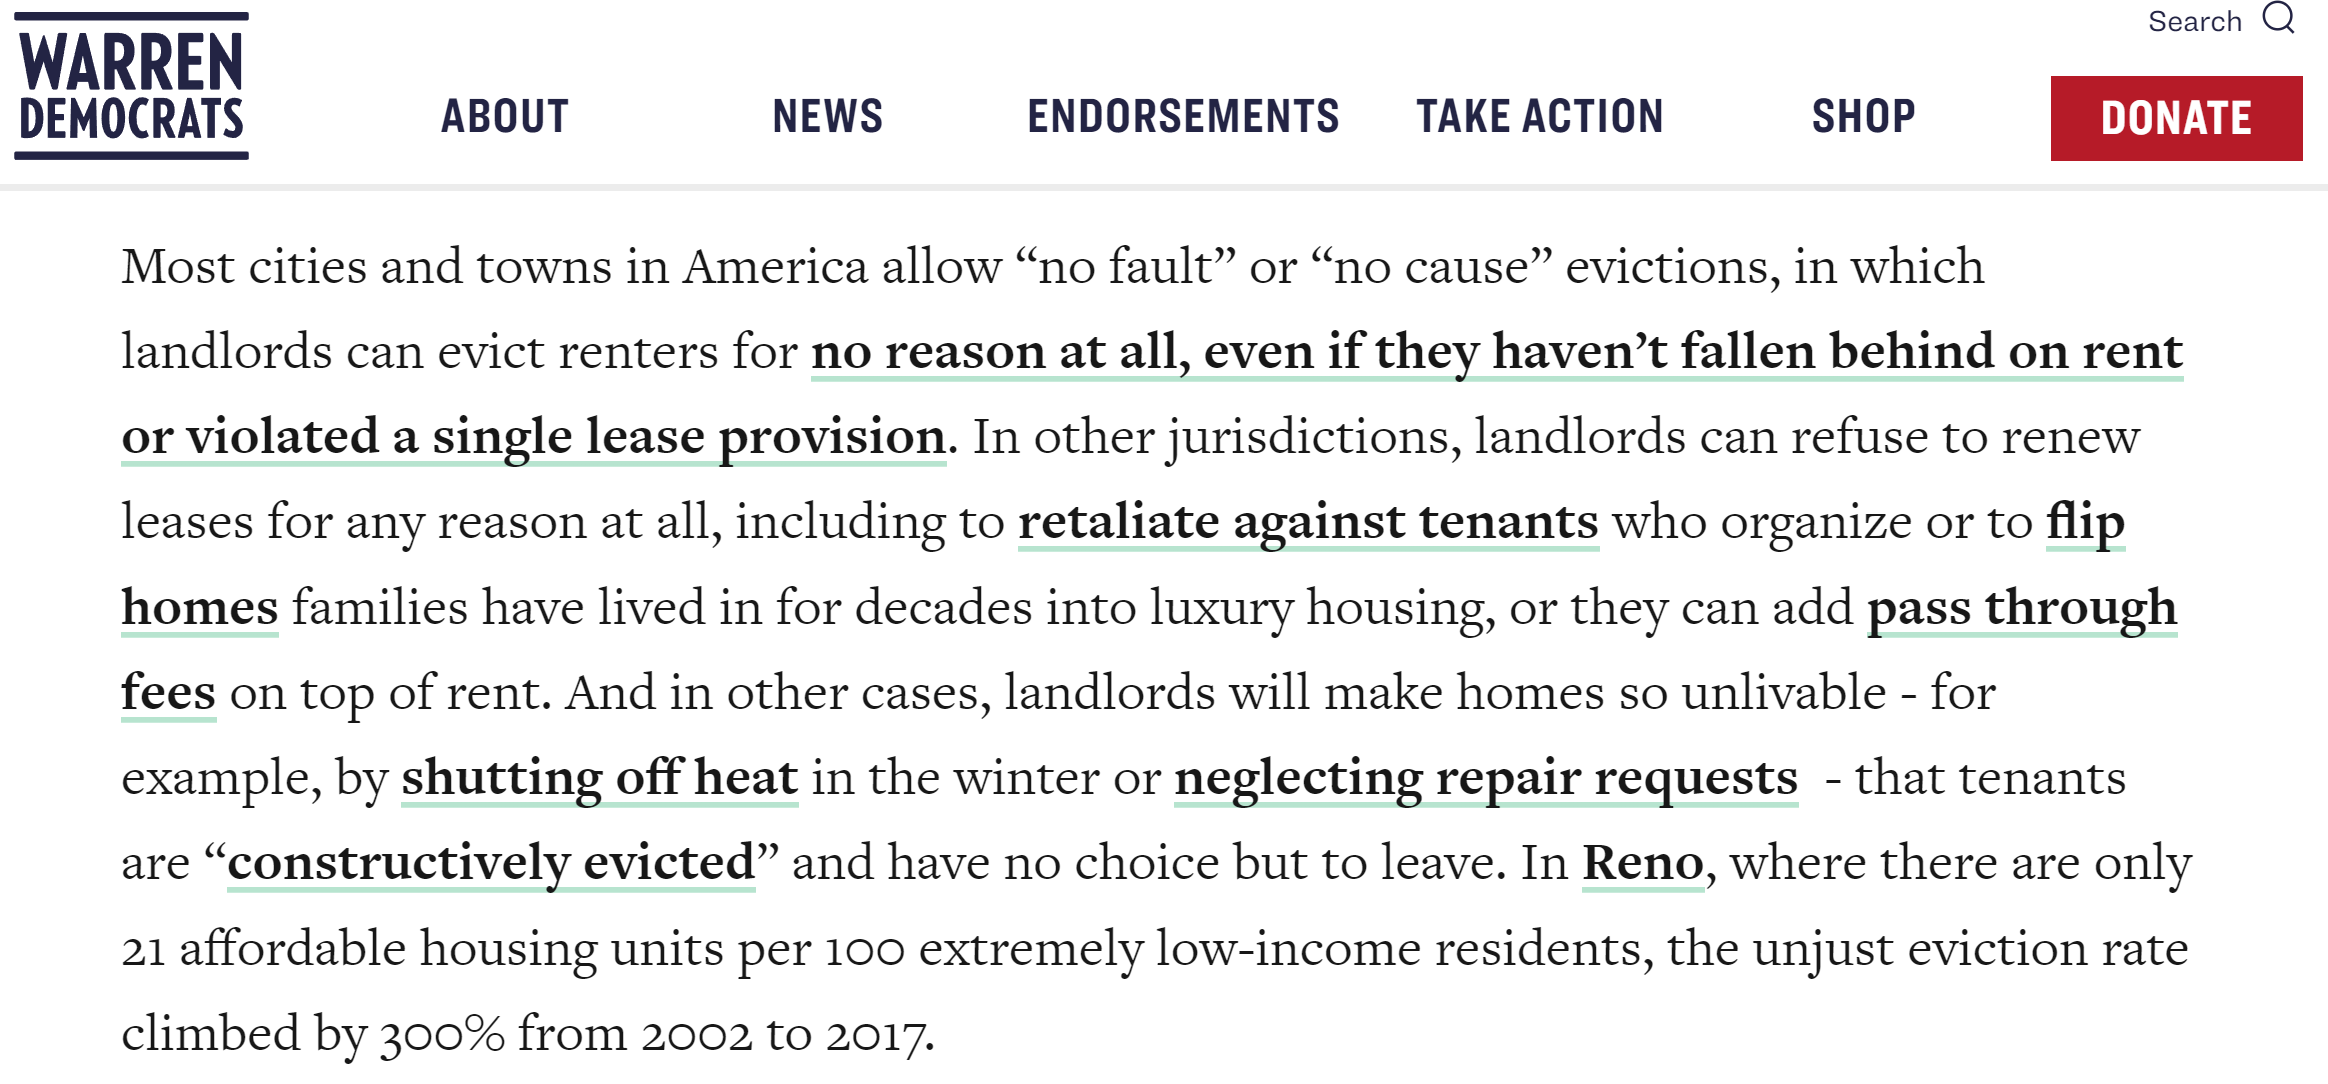 Search
WARREN
DEMOCRATS
ABOUT NEWS ENDORSEMENTS TAKE ACTION SHOP DONATE
Most cities and towns in America allow “no fault” or “no cause” evictions, in which
landlords can evict renters for no reason at all, even if they haven’t fallen behind on rent
or violated a single lease provision. In other jurisdictions, landlords can refuse to renew
leases for any reason at all, including to retaliate against tenants who organize or to flip
homes families have lived in for decades into luxury housing, or they can add pass through
fees on top of rent. And in other cases, landlords will make homes so unlivable - for
example, by shutting off heat in the winter or neglecting repair requests  - that tenants
are “constructively evicted” and have no choice but to leave. In Reno, where there are only
21 affordable housing units per 100 extremely low-income residents, the unjust eviction rate
climbed by 300% from 2002 to 2017.